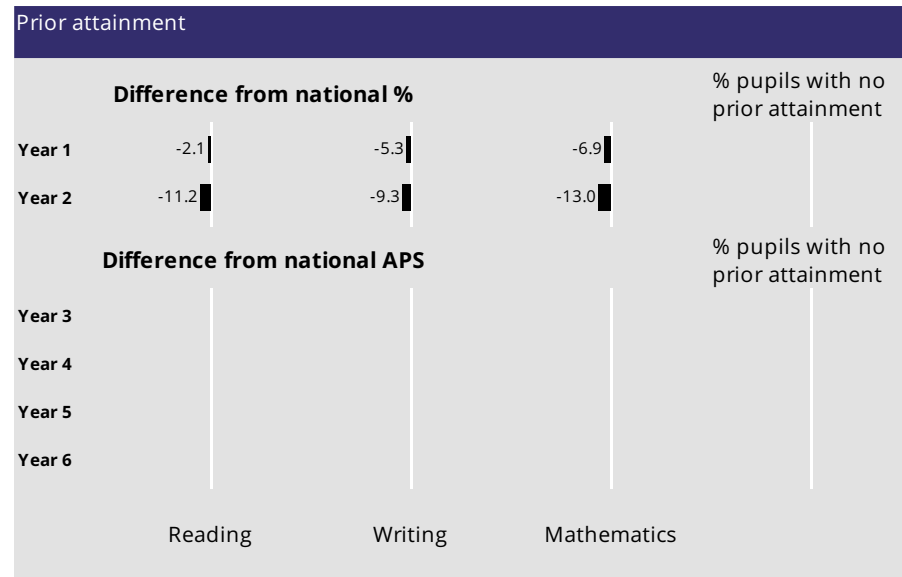 Prior attainment
Difference from national %
% pupils with no
prior attainment
Year 1 -2.1 -5.3 -6.9
Year 2 -11.2 -9.3 -13.0
Difference from national APS
% pupils with no
prior attainment
Year 3
Year 4
Year 5
Year 6
Reading Writing Mathematics